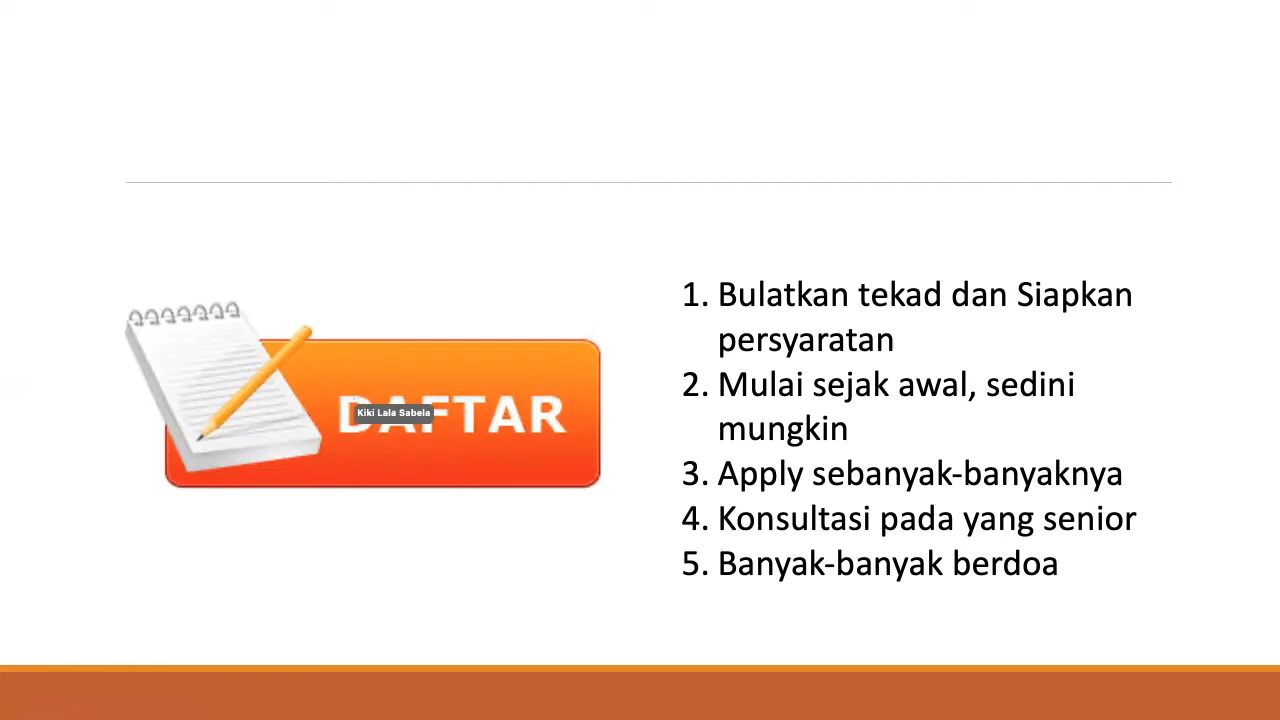 DAFTAR
Kiki Lala Sabela
1. Bulatkan tekad dan Siapkan
persyaratan
2. Mulai sejak awal, sedini
mungkin
3. Apply sebanyak-banyaknya
4. Konsultasi pada yang senior
5. Banyak-banyak berdoa